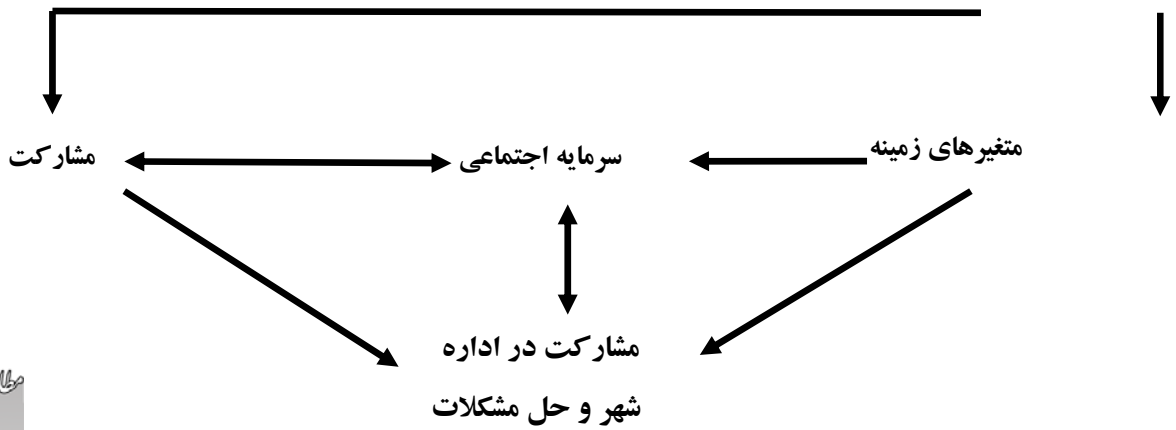 متغیرهای زمینه
سرمایه اجتماعی
مشارکت
مشارکت در اداره
شهر و حل مشکلات